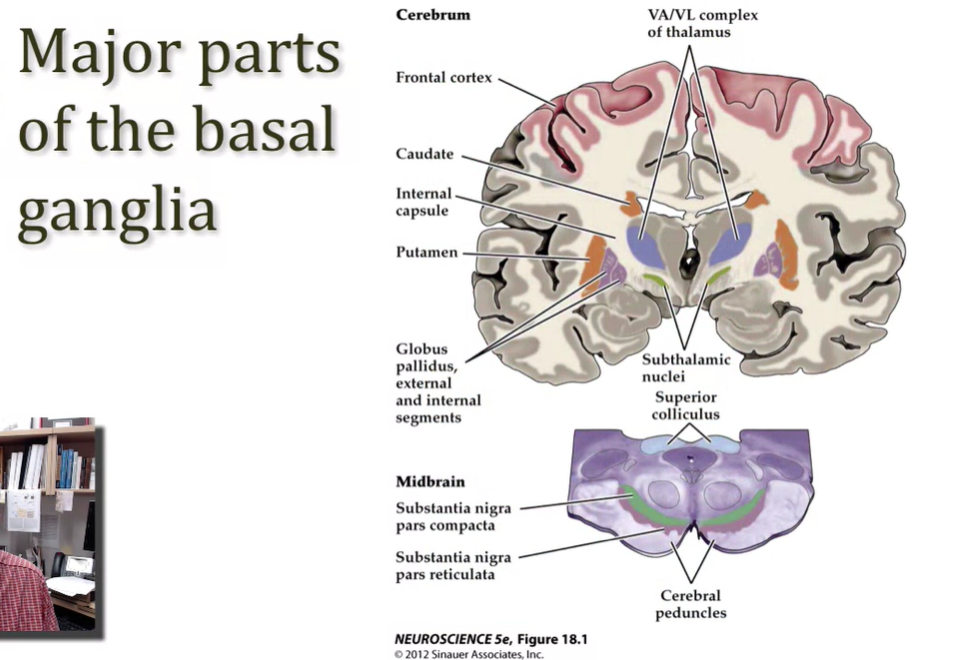 Major parts
of the basal
ganglia
Cerebrum
VA/VL complex
of thalamus
Frontal cortex
Caudate
Internal
capsule
Putamen
Globus
pallidus,
external
and internal
segments
Subthalamic
nuclei
Superior
colliculus
Midbrain
Substantia nigra
pars compacta
Substantia nigra
pars reticulata
Cerebral
peduncles
NEUROSCIENCE 5e, Figure 18.1
© 2012 Sinauer Associates, Inc.